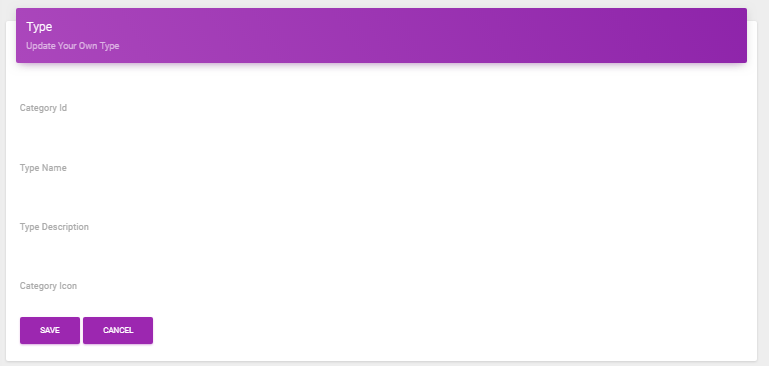 Type
Update Your Own Type
Category Id
Type Name
Type Description
Category Icon
SAVE CANCEL